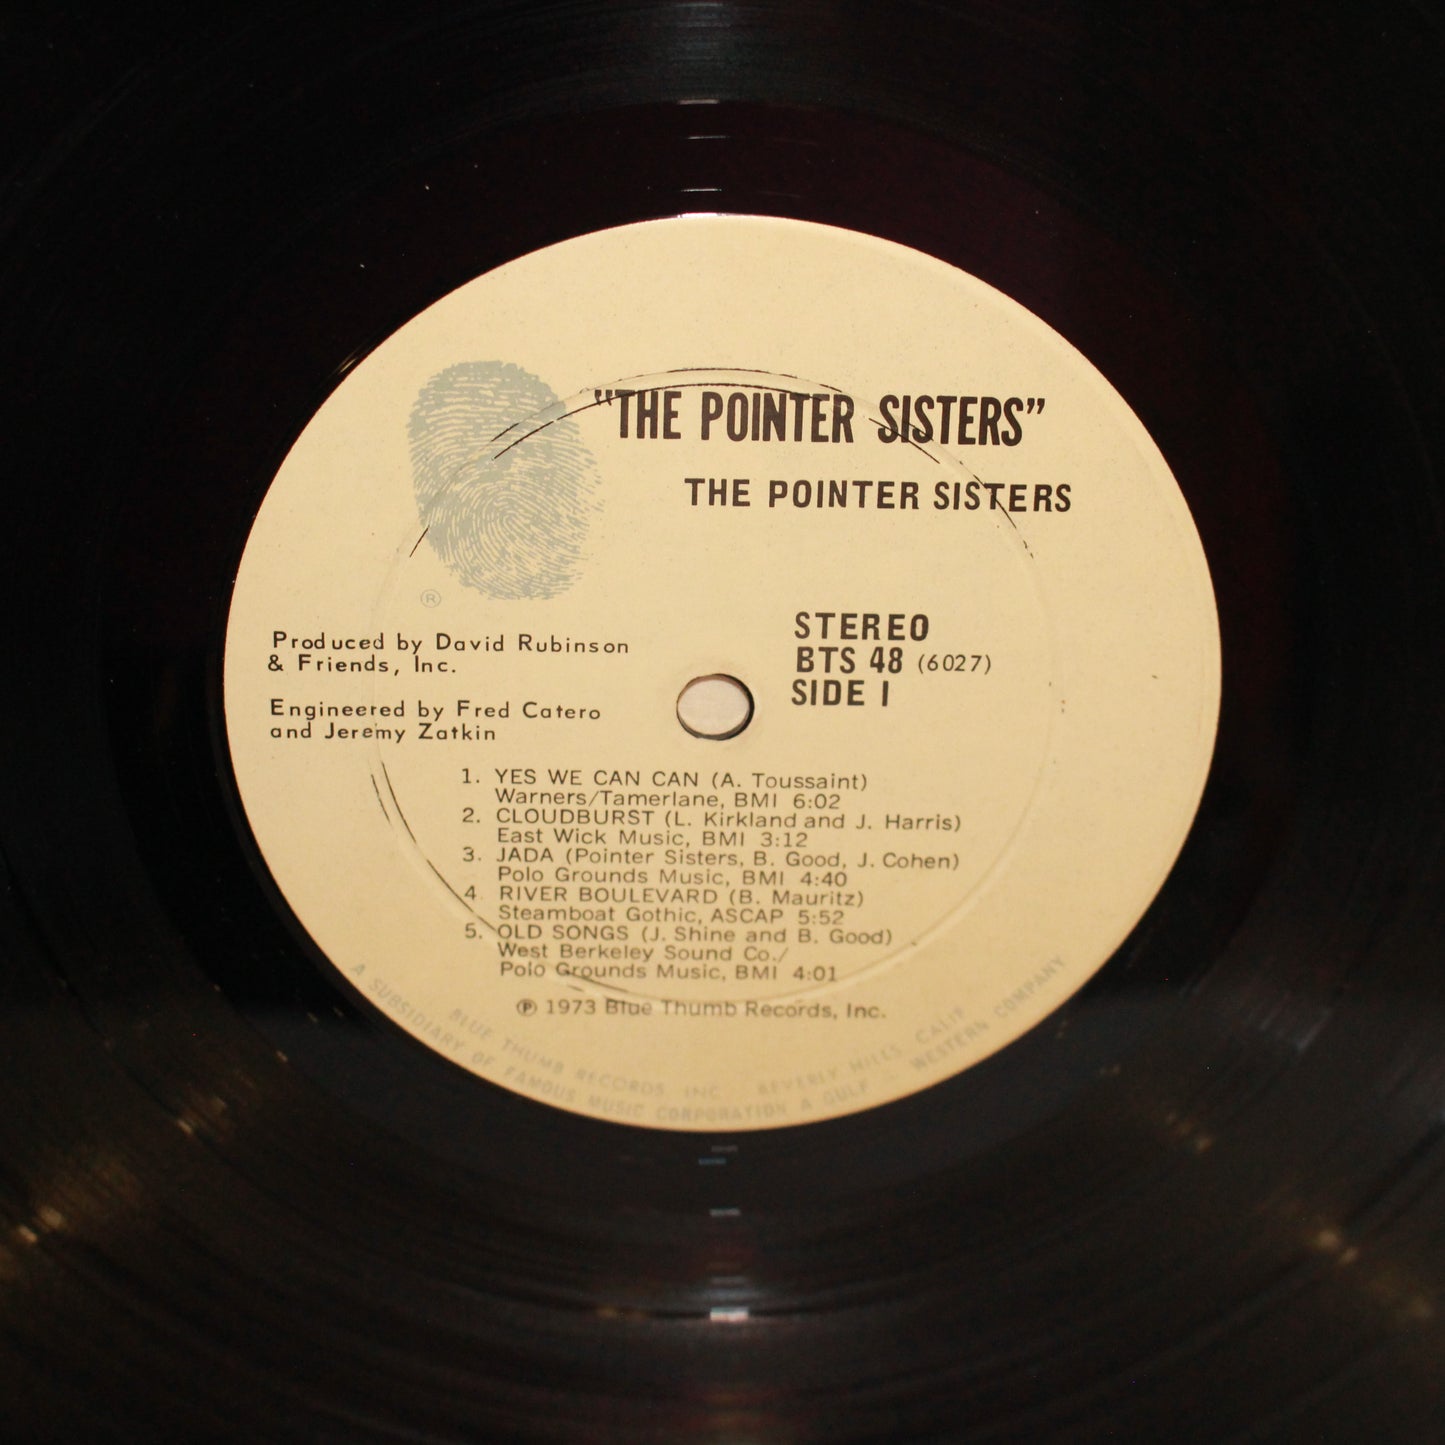 "THE POINTER SISTERS"
THE POINTER SISTERS
®
STEREO
BTS 48 (6027)
SIDE 1
Produced by David Rubinson
& Friends, Inc.
Engineered by Fred Catero
and Jeremy Zatkin
1. YES WE CAN CAN (A. Toussaint)
Warners/Tamerlane, BMI 6:02
2. CLOUDBURST (L. Kirkland and J. Harris)
East Wick Music, BMI 3:12
3. JADA (Pointer Sisters, B. Good, J. Cohen)
Polo Grounds Music, BMI 4:40
4. RIVER BOULEVARD (B. Mauritz)
Steamboat Gothic, ASCAP 5:52
5. OLD SONGS (J. Shine and B. Good)
West Berkeley Sound Co./
Polo Grounds Music, BMI 4:01
℗ 1973 Blue Thumb Records, Inc.
BLUE THUMB RECORDS, INC. BEVERLY HILLS, CALIF.
A SUBSIDIARY OF FAMOUS MUSIC CORPORATION A GULF + WESTERN COMPANY